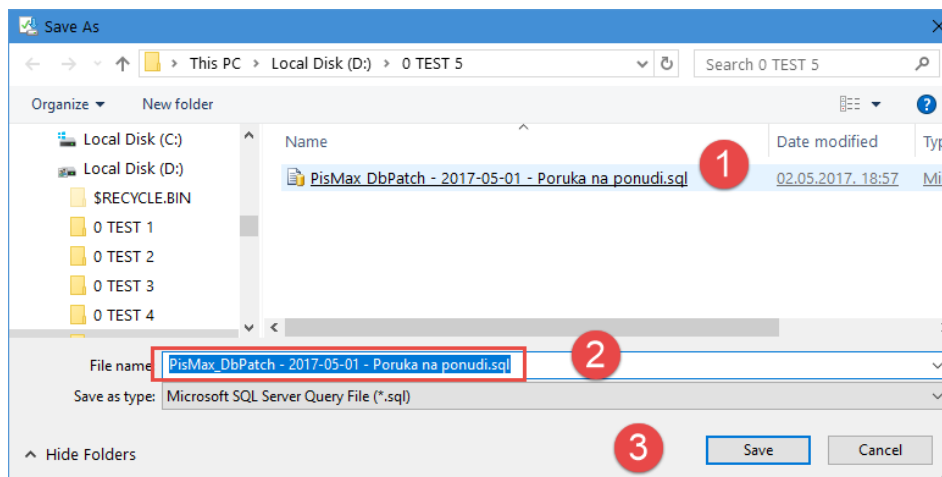 Save As
This PC > Local Disk (D:) > 0 TEST 5
Search 0 TEST 5
Organize
New folder
?
Local Disk (C:)
Local Disk (D:)
$RECYCLE.BIN
0 TEST 1
0 TEST 2
0 TEST 3
0 TEST 4
Name
Date modified
Typ
PisMax_DbPatch - 2017-05-01 - Poruka na ponudi.sql
1
02.05.2017. 18:57
Mi
File name
PisMax_DbPatch - 2017-05-01 - Poruka na ponudi.sql
2
Save as type:
Microsoft SQL Server Query File (*.sql)
Hide Folders
3
Save
Cancel